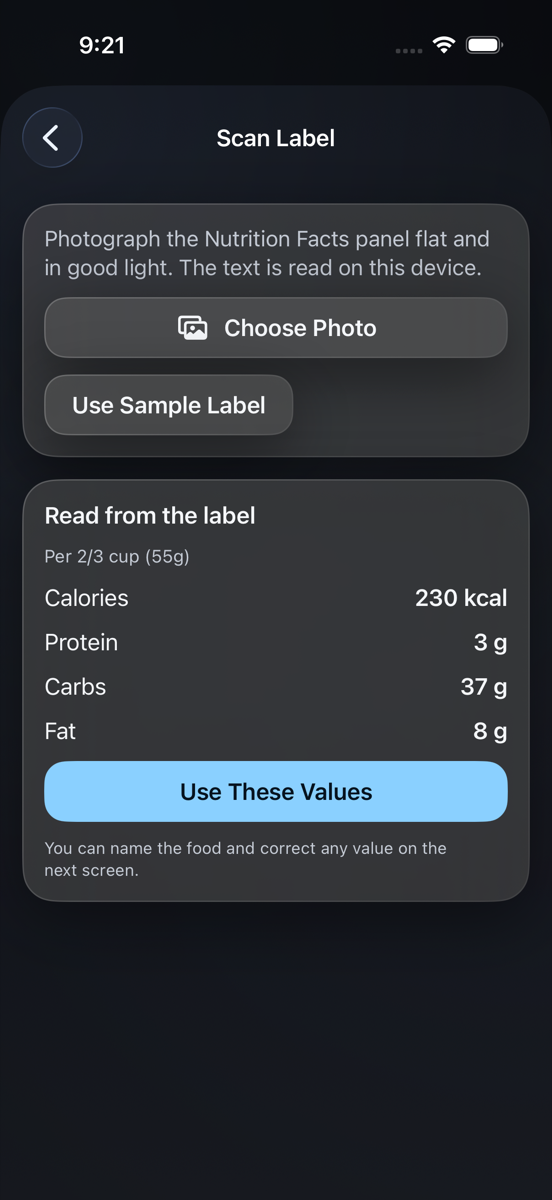 9:21
Scan Label
Photograph the Nutrition Facts panel flat and
in good light. The text is read on this device.
Choose Photo
Use Sample Label
Read from the label
Per 2/3 cup (55g)
Calories 230 kcal
Protein 3 g
Carbs 37 g
Fat 8 g
Use These Values
You can name the food and correct any value on the
next screen.